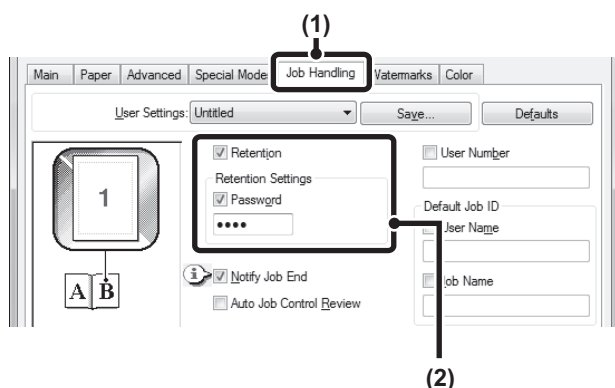 (1)
Main Paper Advanced Special Mode Job Handling Watermarks Color
User Settings: Untitled Save... Defaults
Retention
Retention Settings
Password
••••
Notify Job End
Auto Job Control Review
User Number
Default Job ID
User Name
Job Name
1
A B
i
(2)